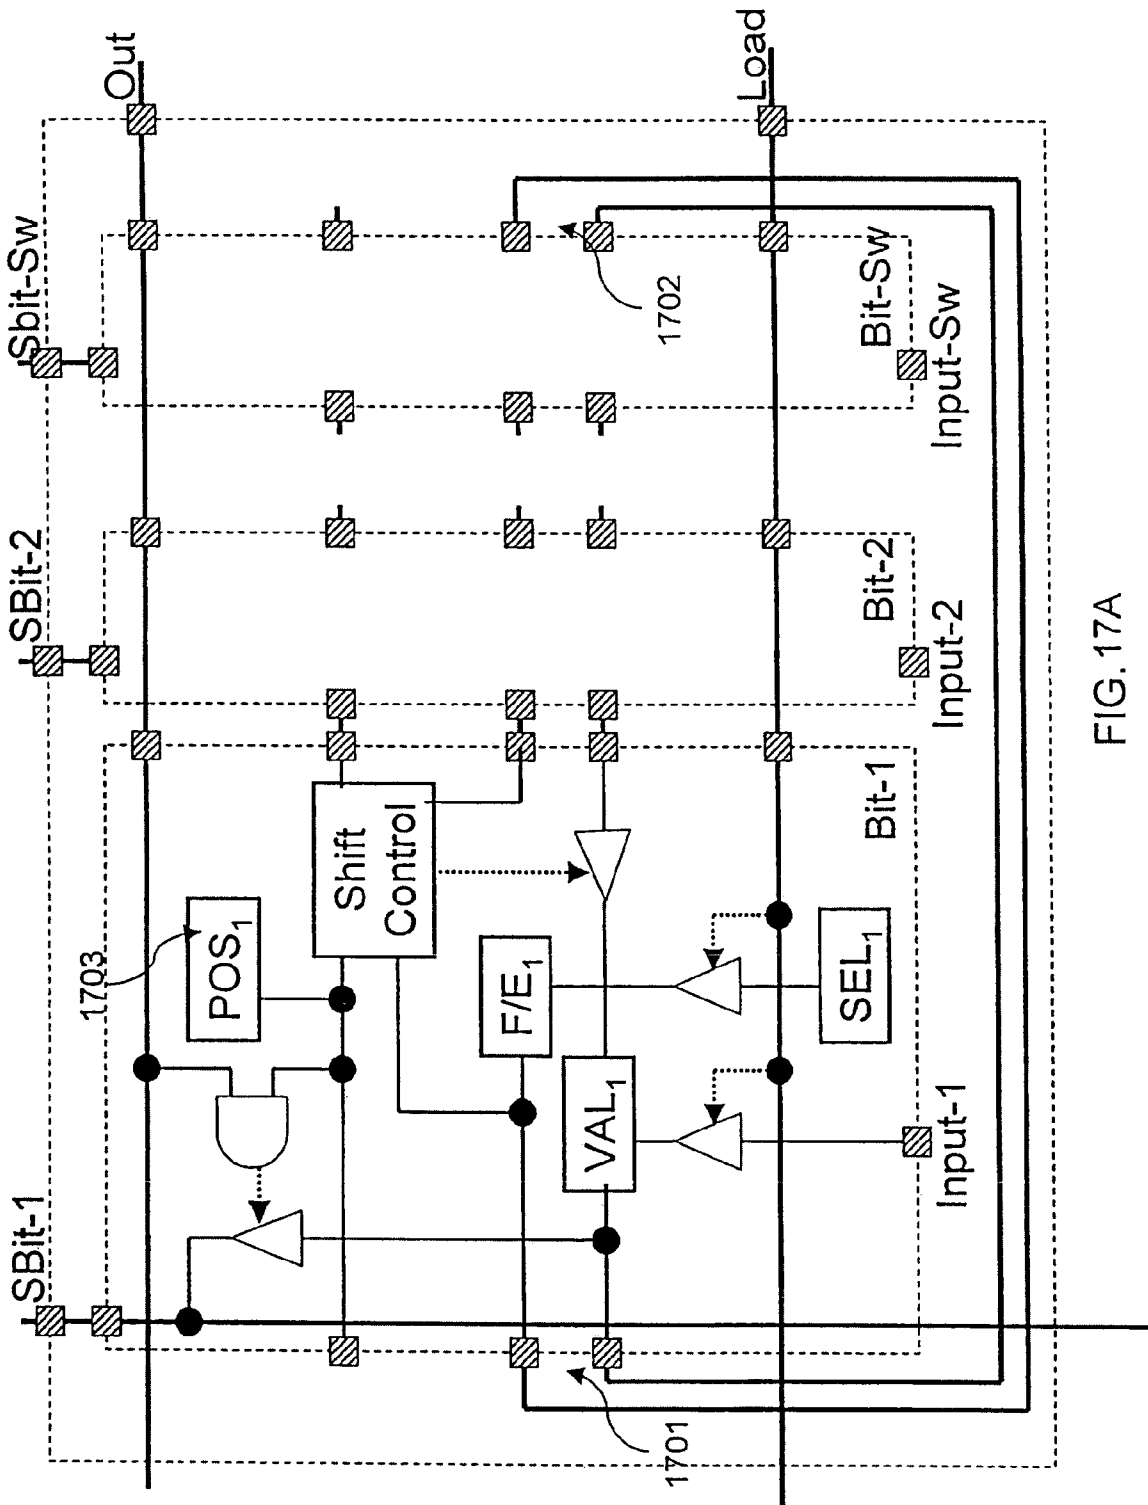 SBit-1
SBit-2
Sbit-Sw
Out
1703
POS1
Shift
Control
F/E1
VAL1
SEL1
Load
1702
Bit-1
Bit-2
Bit-Sw
Input-1
Input-2
Input-Sw
1701
FIG. 17A